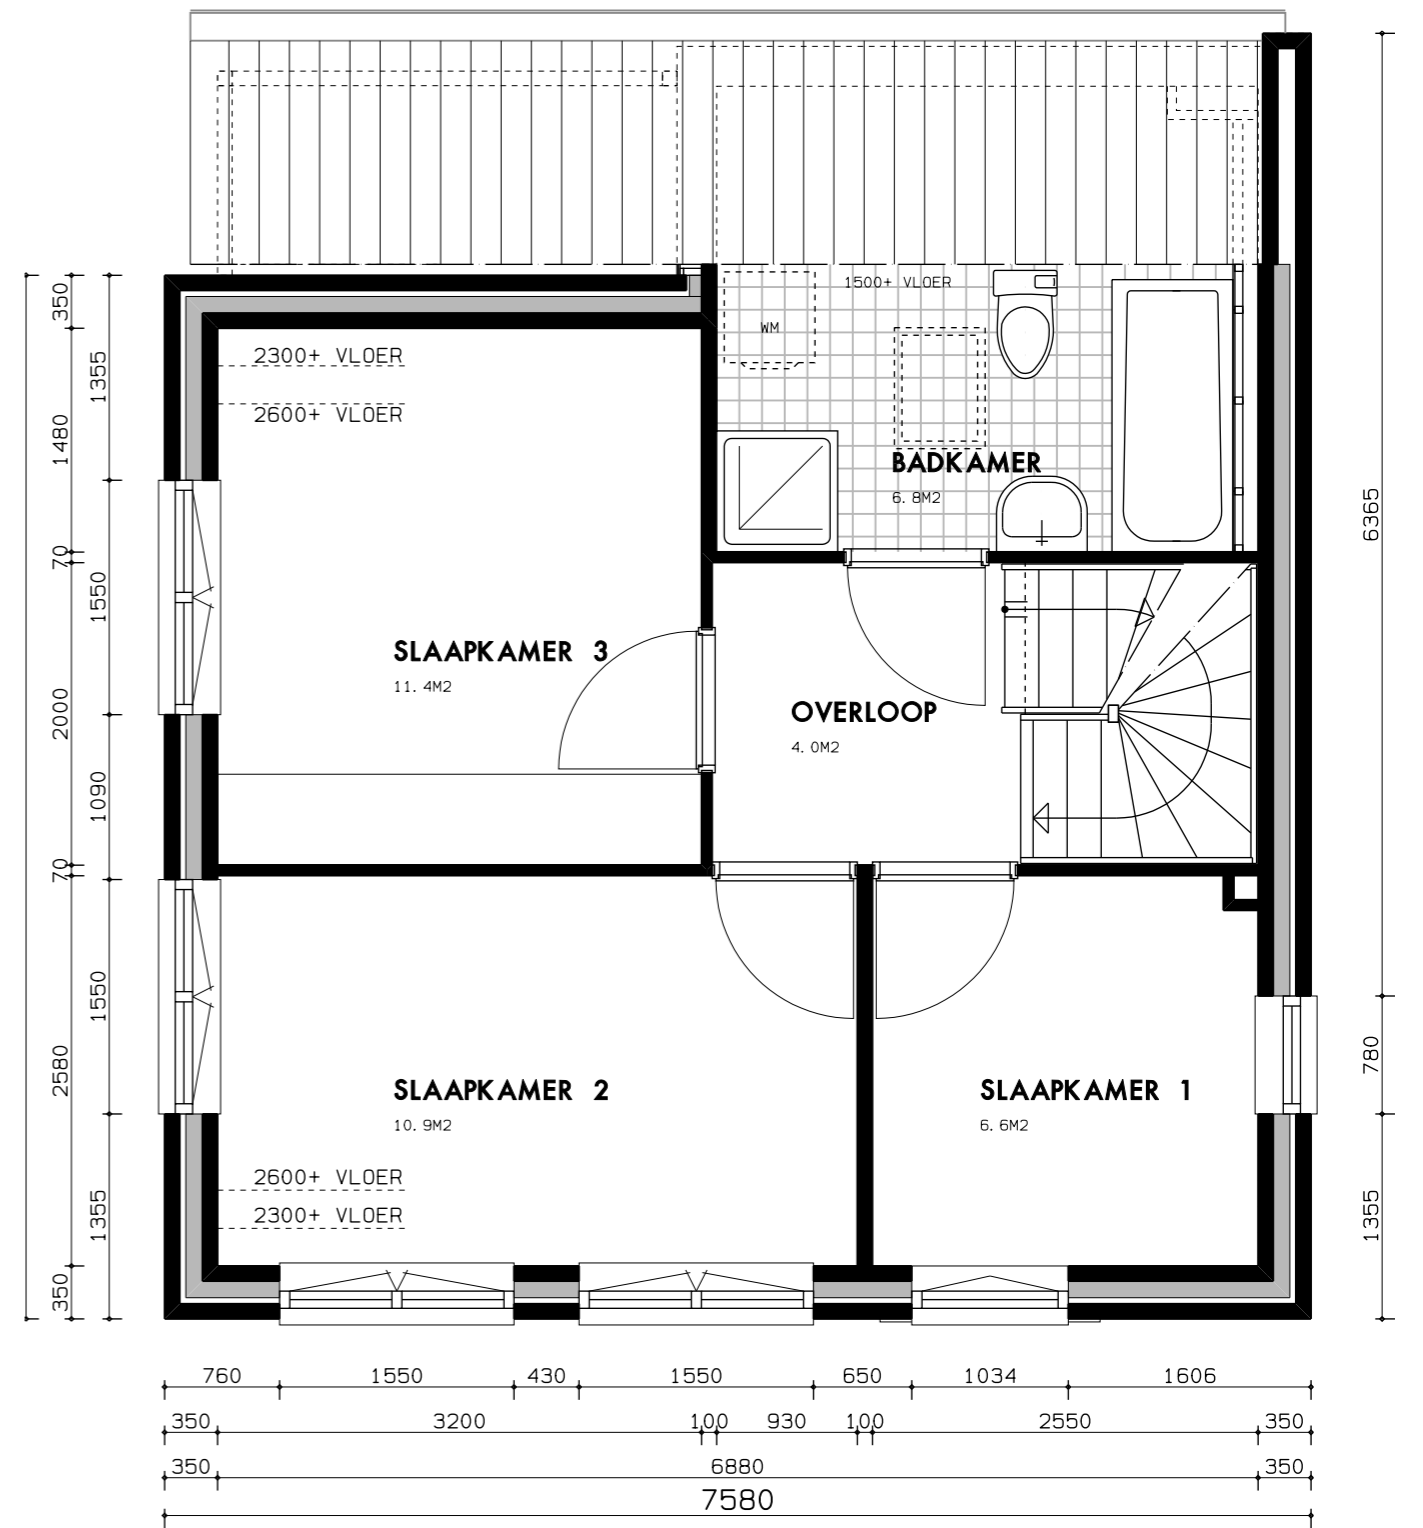 1500+ VLOER
WM
2300+ VLOER
2600+ VLOER
BADKAMER
6.8M2
SLAAPKAMER 3
11.4M2
OVERLOOP
4.0M2
SLAAPKAMER 2
10.9M2
SLAAPKAMER 1
6.6M2
2600+ VLOER
2300+ VLOER
350
1480
70
2000
70
2580
350
1355
1550
1090
1550
1355
6365
780
1355
760 1550 430 1550 650 1034 1606
350 3200 100 930 100 2550 350
350 6880 350
7580